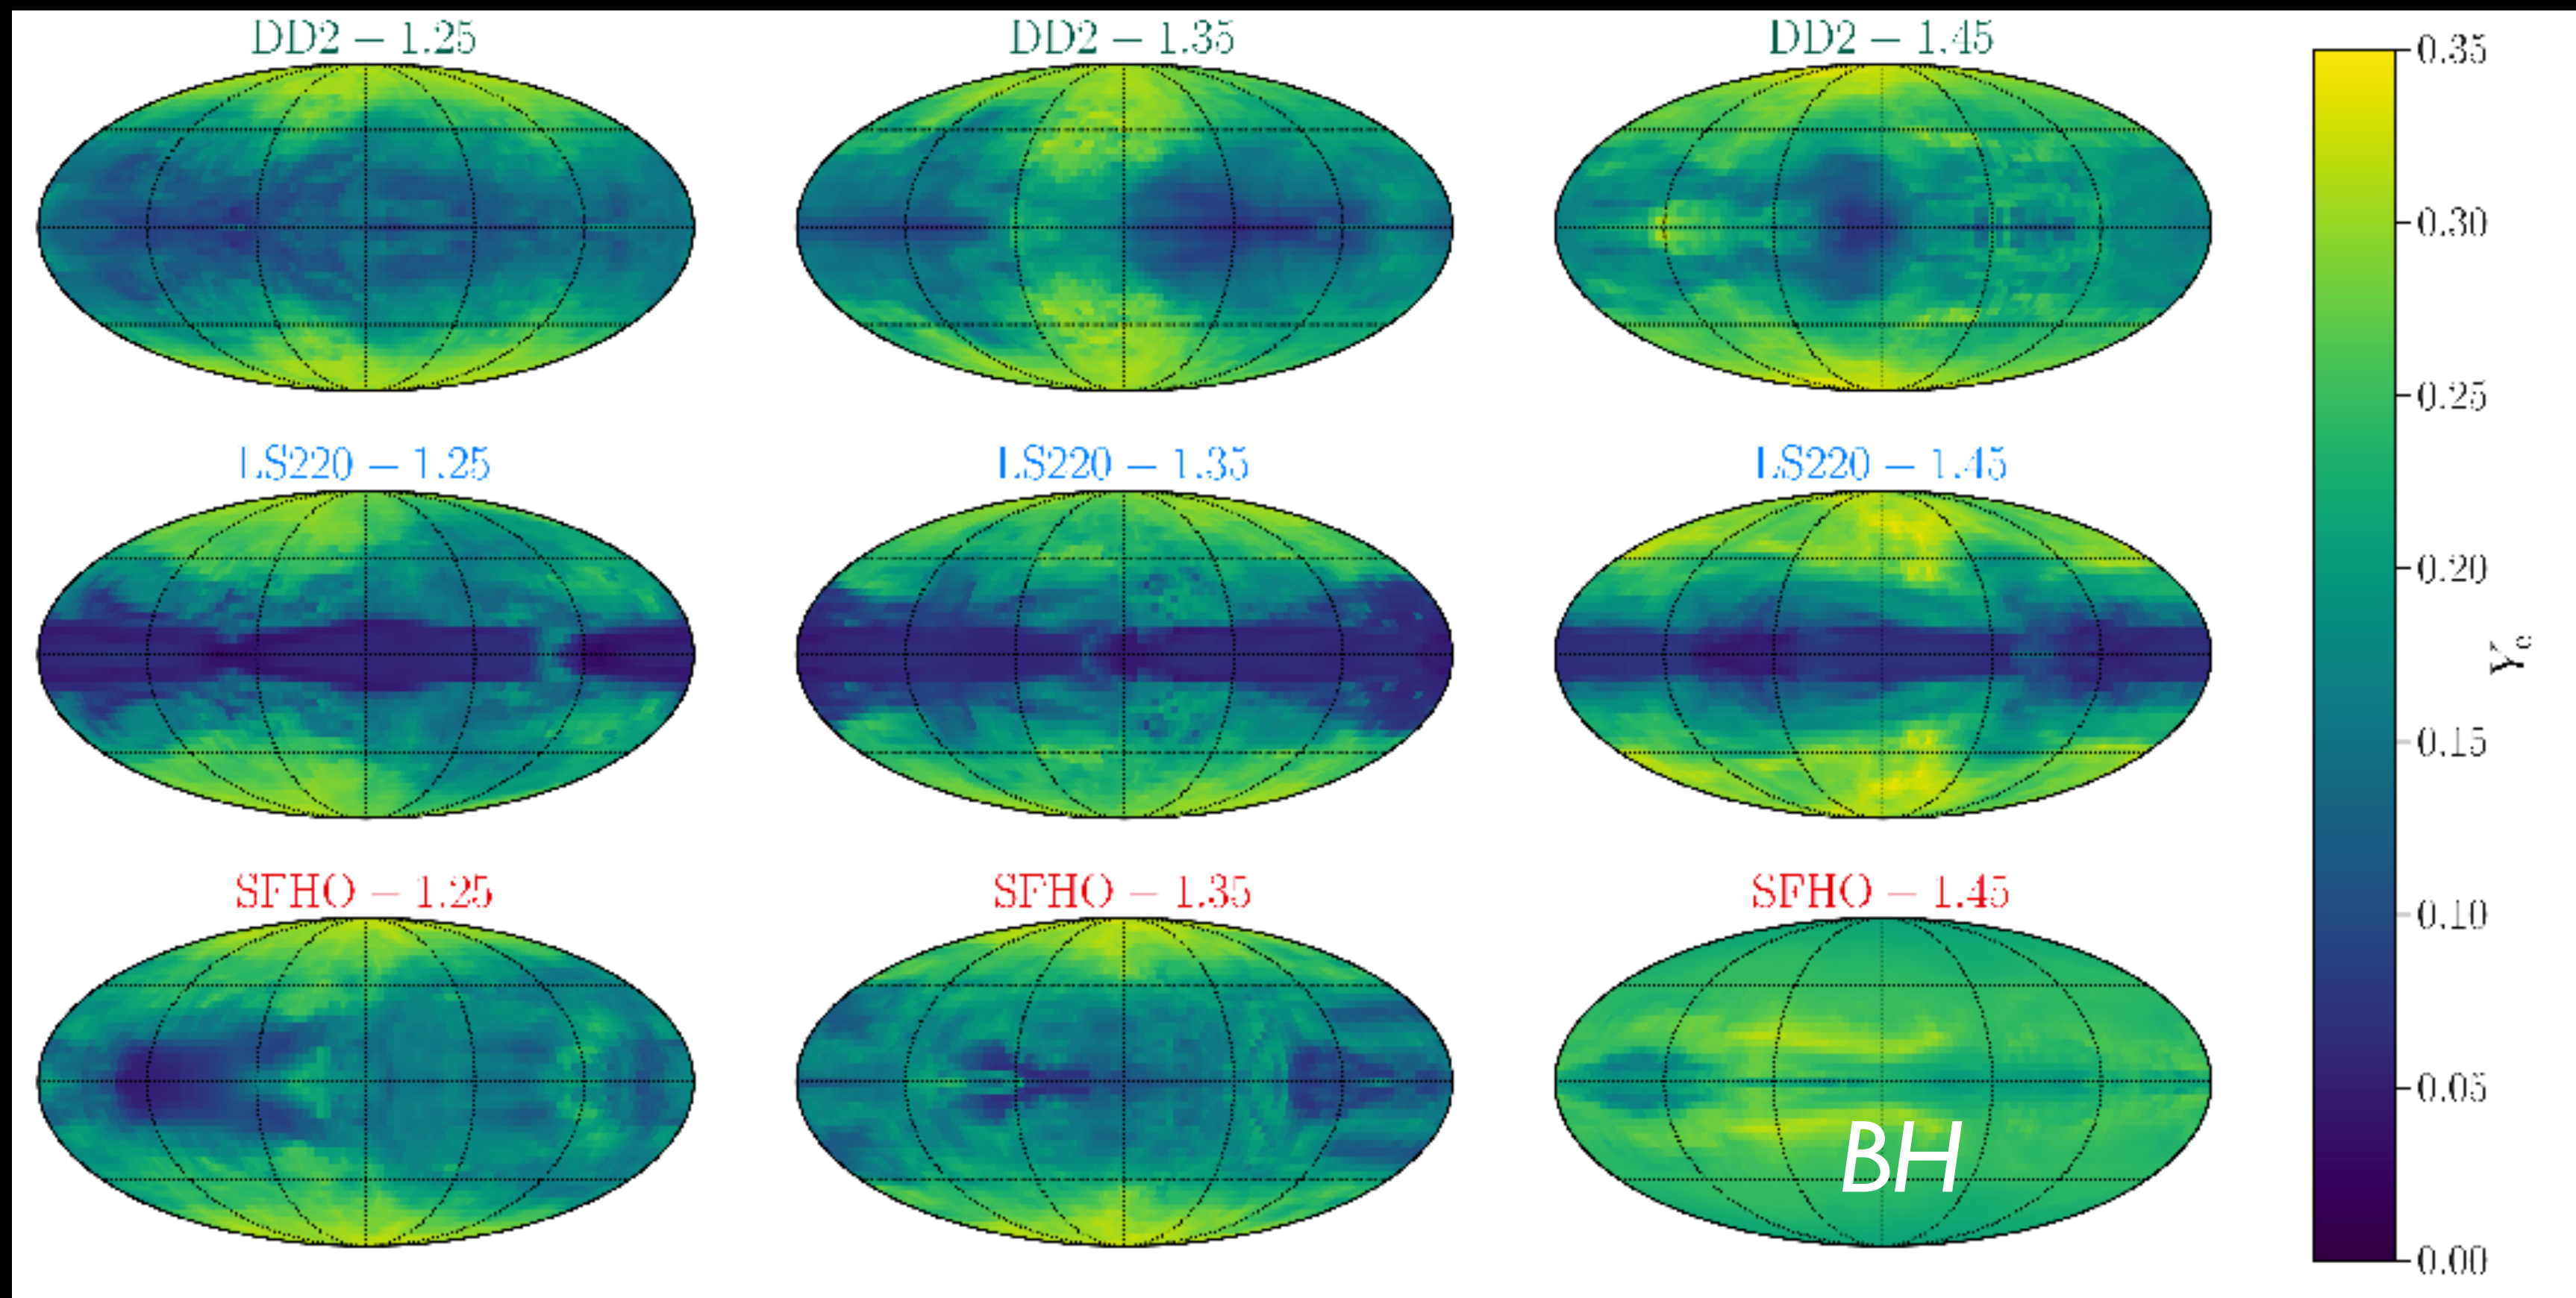 DD2 – 1.25
DD2 – 1.35
DD2 – 1.45
LS220 – 1.25
LS220 – 1.35
LS220 – 1.45
SFHO – 1.25
SFHO – 1.35
SFHO – 1.45
BH
0.35
0.30
0.25
0.20
0.15
0.10
0.05
0.00
Yₑ